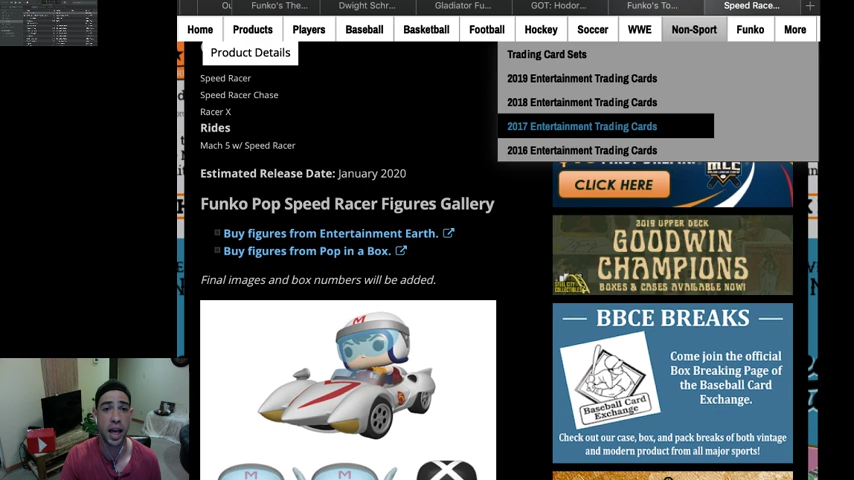 Ou
Funko's The...
Dwight Schr...
Gladiator Fu...
GOT: Hodor...
Funko's To...
Speed Race...
Home
Products
Players
Baseball
Basketball
Football
Hockey
Soccer
WWE
Non-Sport
Funko
More
Product Details
Trading Card Sets
2019 Entertainment Trading Cards
2018 Entertainment Trading Cards
2017 Entertainment Trading Cards
2016 Entertainment Trading Cards
Speed Racer
Speed Racer Chase
Racer X
Rides
Mach 5 w/ Speed Racer
Estimated Release Date: January 2020
Funko Pop Speed Racer Figures Gallery
Buy figures from Entertainment Earth.
Buy figures from Pop in a Box.
Final images and box numbers will be added.
CLICK HERE
2019 UPPER DECK
GOODWIN
CHAMPIONS
BOXES & CASES AVAILABLE NOW!
STEEL CITY
COLLECTIBLES
BBCE BREAKS
Come join the official
Box Breaking Page of
the Baseball Card
Exchange.
Baseball Card
Exchange
Check out our case, box, and pack breaks of both vintage
and modern product from all major sports!